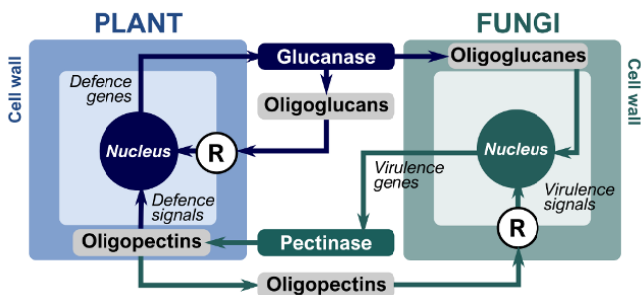 PLANT
FUNGI
Cell wall
Defence
genes
Glucanase
Oligoglucanes
Cell wall
Oligoglucans
Nucleus
R
Nucleus
Virulence
genes
Virulence
signals
Defence
signals
R
Oligopectins
Pectinase
Oligopectins